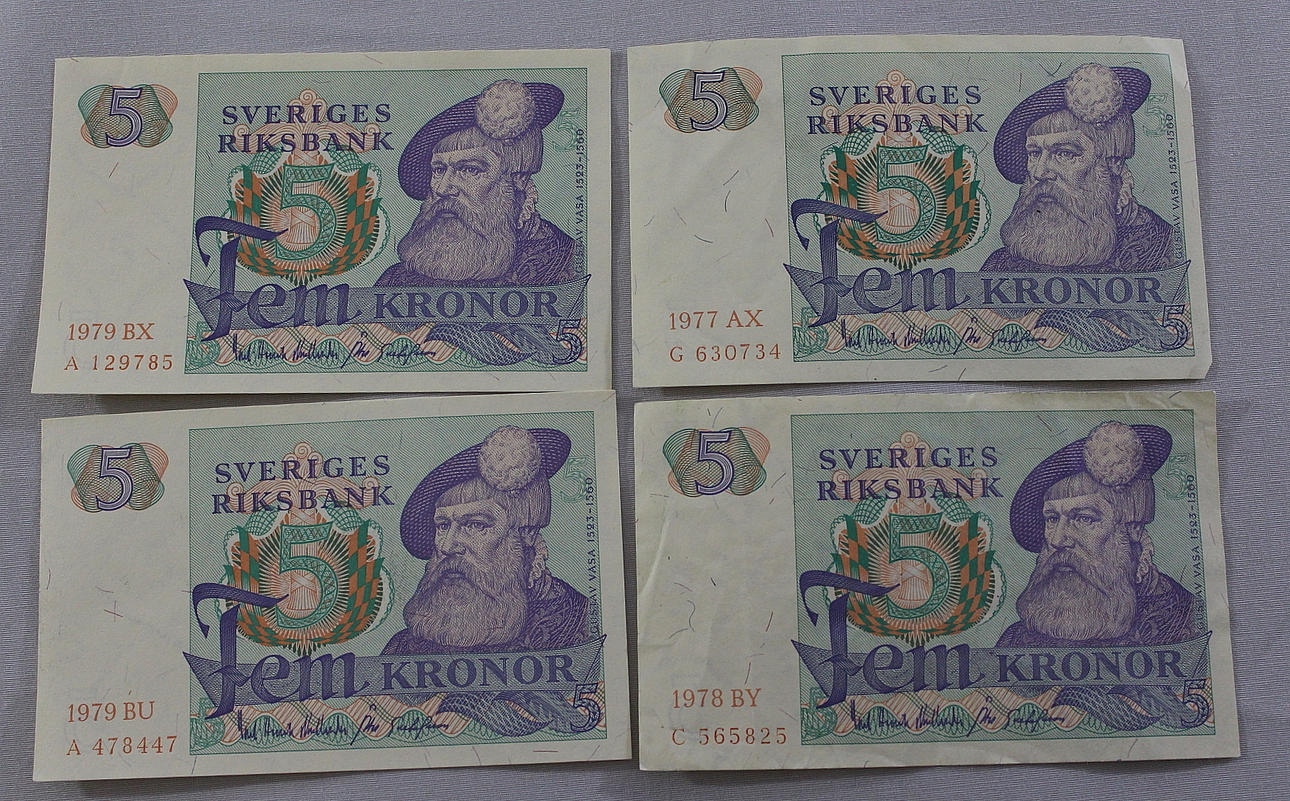 5
SVERIGES
RIKSBANK
5
GUSTAV VASA 1523-1560
fem KRONOR
1979 BX
A 129785
5
5
SVERIGES
RIKSBANK
5
GUSTAV VASA 1523-1560
fem KRONOR
1977 AX
G 630734
5
5
SVERIGES
RIKSBANK
5
GUSTAV VASA 1523-1560
fem KRONOR
1979 BU
A 478447
5
5
SVERIGES
RIKSBANK
5
GUSTAV VASA 1523-1560
fem KRONOR
1978 BY
C 565825
5